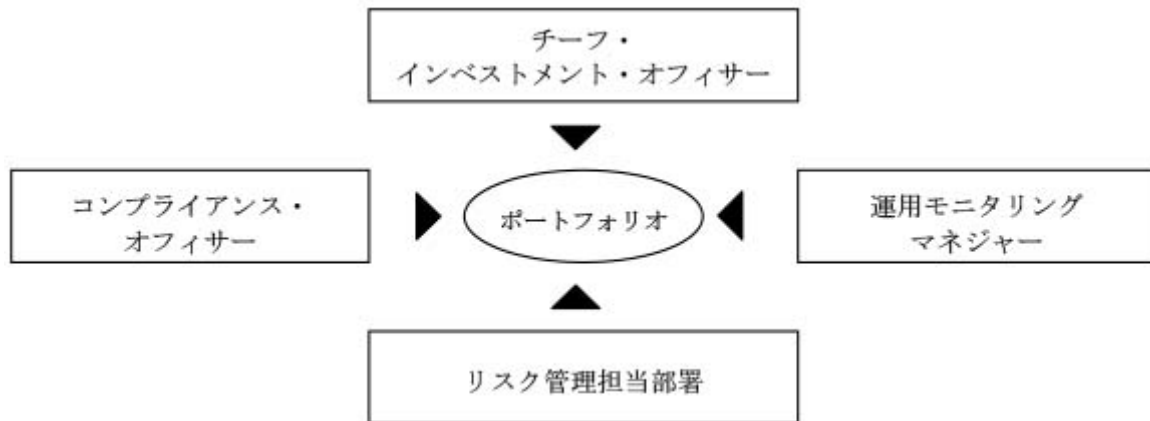 チーフ・
インベストメント・オフィサー
コンプライアンス・
オフィサー
ポートフォリオ
運用モニタリング
マネジャー
リスク管理担当部署